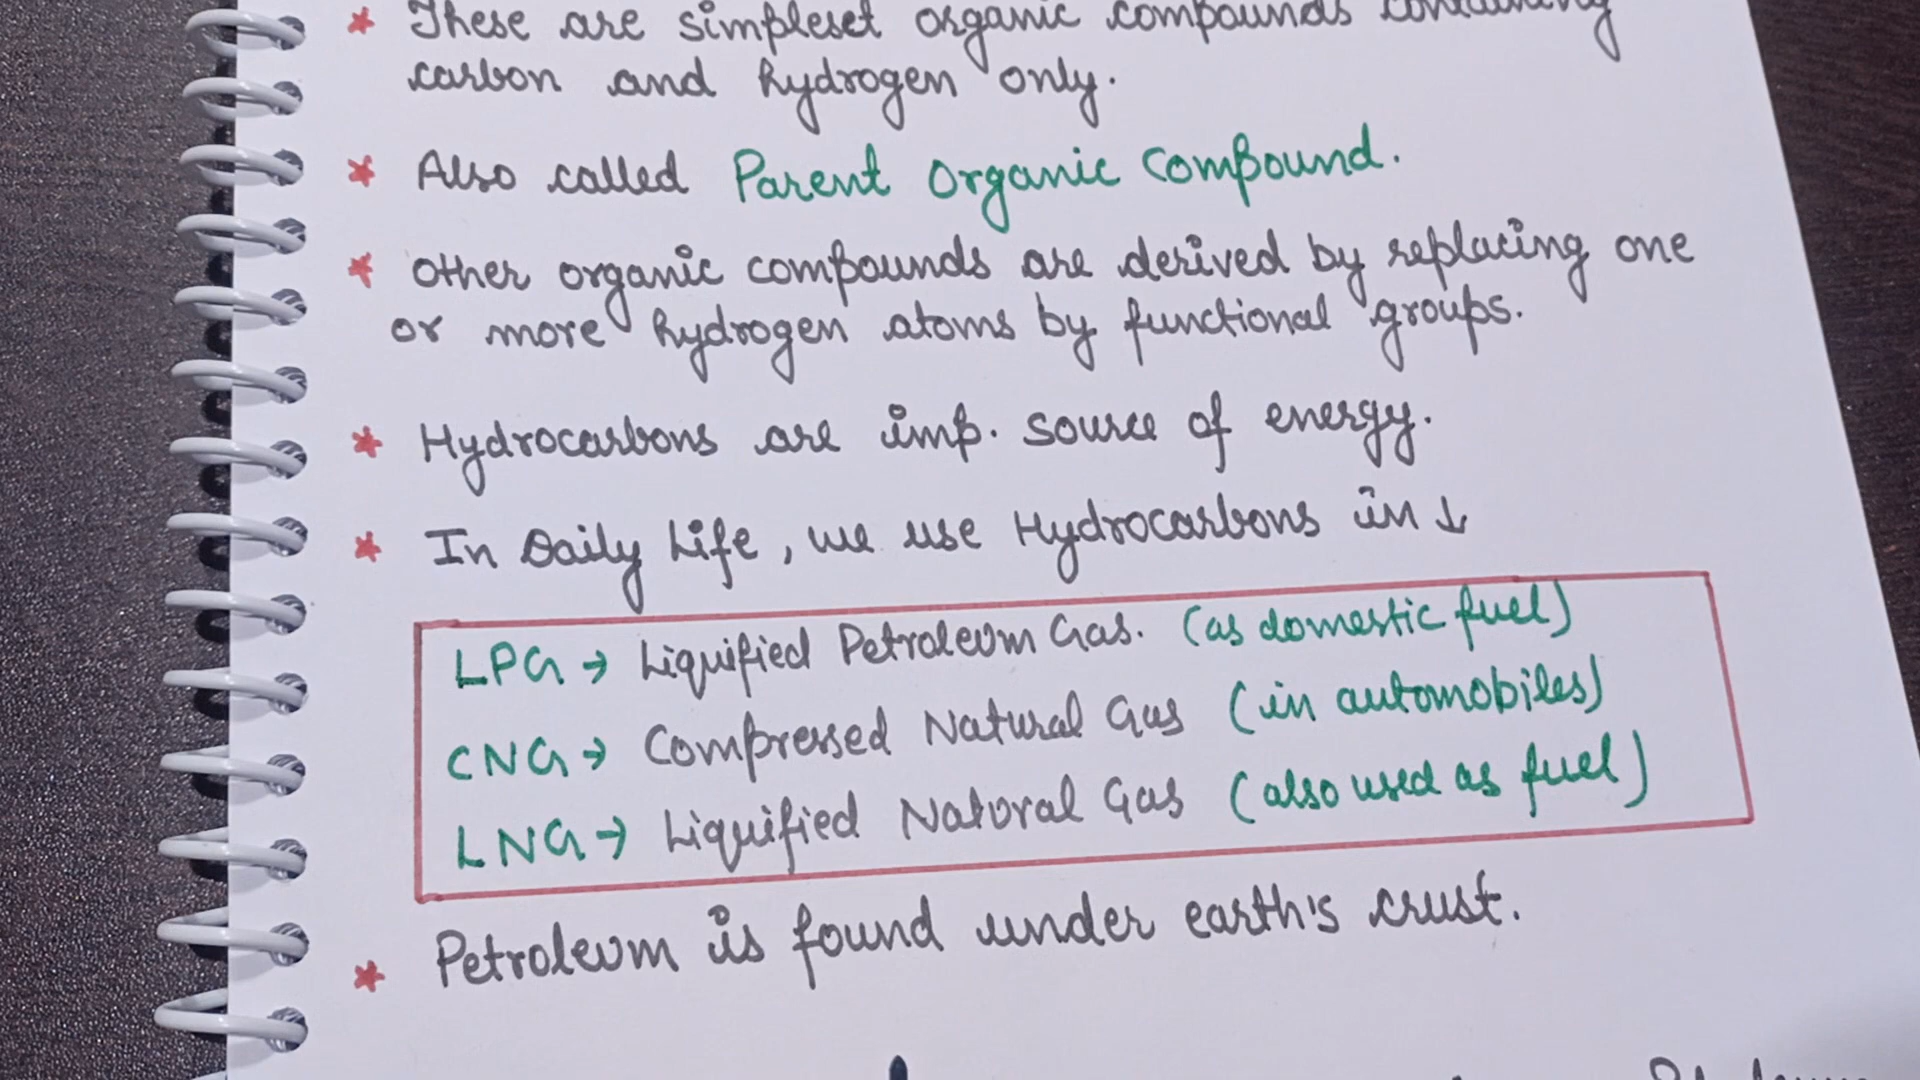 * These are simpleset organic compounds containing
carbon and hydrogen only.
* Also called Parent Organic Compound.
* Other organic compounds are derived by replacing one
or more hydrogen atoms by functional groups.
* Hydrocarbons are imp. source of energy.
* In Daily Life, we use Hydrocarbons in ↓
LPG → Liquified Petroleum Gas. (as domestic fuel)
CNG → Compressed Natural Gas (in automobiles)
LNG → Liquified Natural Gas (also used as fuel)
* Petroleum is found under earth's crust.